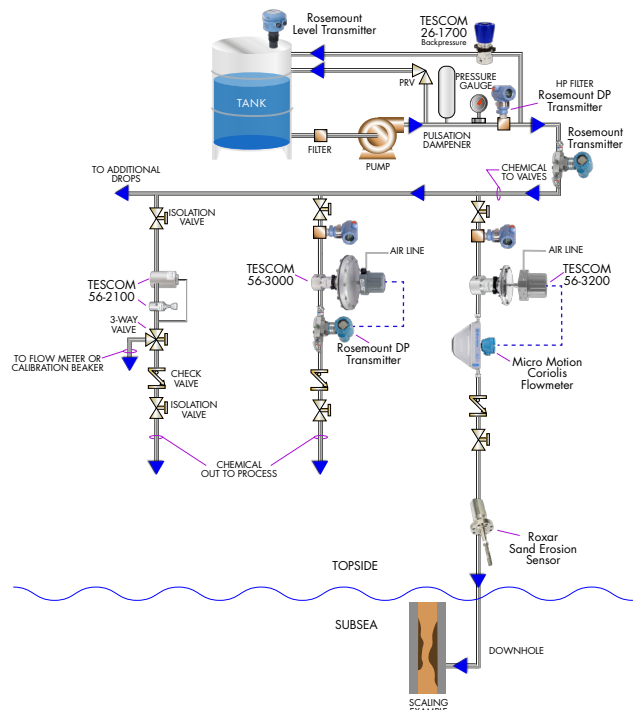 Rosemount
Level Transmitter
TESCOM
26-1700
Backpressure
PRV
PRESSURE
GAUGE
HP FILTER
Rosemount DP
Transmitter
TANK
Rosemount
Transmitter
FILTER
PUMP
PULSATION
DAMPENER
TO ADDITIONAL
DROPS
CHEMICAL
TO VALVES
ISOLATION
VALVE
AIR LINE
AIR LINE
TESCOM
56-2100
TESCOM
56-3000
TESCOM
56-3200
3-WAY
VALVE
TO FLOW METER OR
CALIBRATION BEAKER
Rosemount DP
Transmitter
Micro Motion
Coriolis
Flowmeter
CHECK
VALVE
ISOLATION
VALVE
CHEMICAL
OUT TO PROCESS
Roxar
Sand Erosion
Sensor
TOPSIDE
SUBSEA
DOWNHOLE
SCALING
EXAMPLE